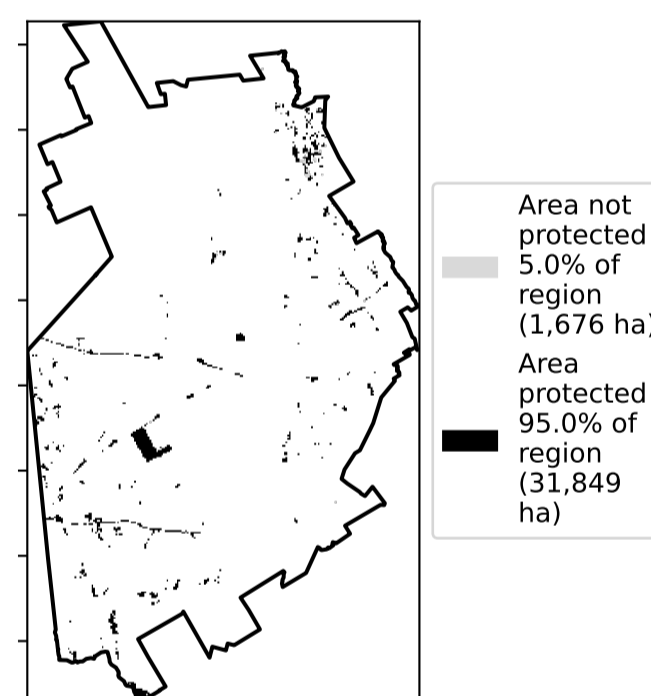 Area not
protected
5.0% of
region
(1,676 ha)
Area
protected
95.0% of
region
(31,849
ha)